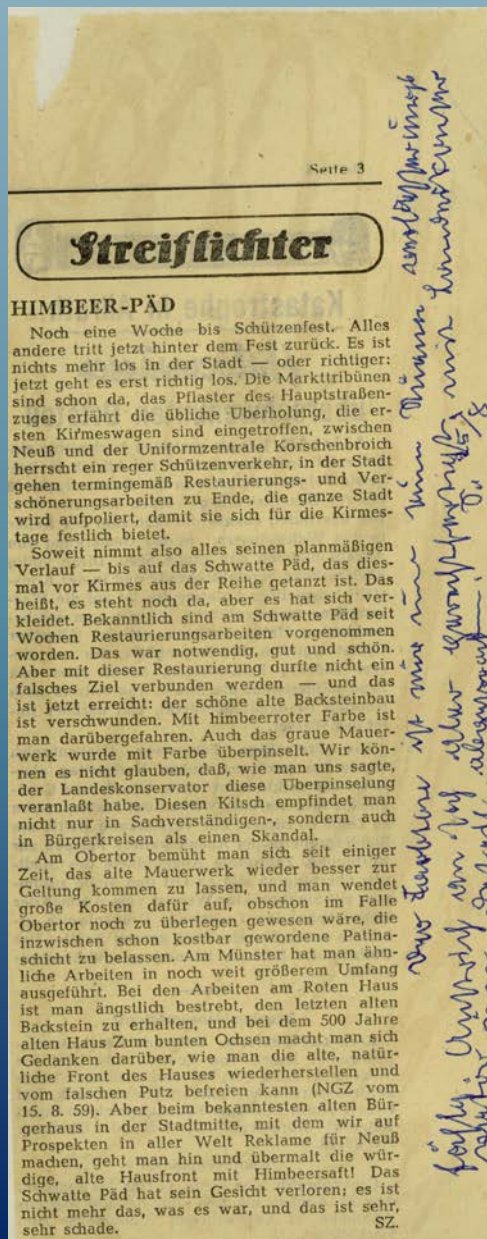 Seite 3
Streiflichter
HIMBEER-PÄD
Noch eine Woche bis Schützenfest. Alles
andere tritt jetzt hinter dem Fest zurück. Es ist
nichts mehr los in der Stadt — oder richtiger:
jetzt geht es erst richtig los. Die Markttribünen
sind schon da, das Pflaster des Hauptstraßen-
zuges erfährt die übliche Überholung, die er-
sten Kirmeswagen sind eingetroffen, zwischen
Neuß und der Uniformzentrale Korschenbroich
herrscht ein reger Schützenverkehr, in der Stadt
gehen termingemäß Restaurierungs- und Ver-
schönerungsarbeiten zu Ende, die ganze Stadt
wird aufpoliert, damit sie sich für die Kirmes-
tage festlich bietet.
Soweit nimmt also alles seinen planmäßigen
Verlauf — bis auf das Schwatte Päd, das dies-
mal vor Kirmes aus der Reihe getanzt ist. Das
heißt, es steht noch da, aber es hat sich ver-
kleidet. Bekanntlich sind am Schwatte Päd seit
Wochen Restaurierungsarbeiten vorgenommen
worden. Das war notwendig, gut und schön.
Aber mit dieser Restaurierung durfte nicht ein
falsches Ziel verbunden werden — und das
ist jetzt erreicht: der schöne alte Backsteinbau
ist verschwunden. Mit himbeerroter Farbe ist
man darübergefahren. Auch das graue Mauer-
werk wurde mit Farbe überpinselt. Wir kön-
nen es nicht glauben, daß, wie man uns sagte,
der Landeskonservator diese Überpinselung
veranlaßt habe. Diesen Kitsch empfindet man
nicht nur in Sachverständigen-, sondern auch
in Bürgerkreisen als einen Skandal.
Am Obertor bemüht man sich seit einiger
Zeit, das alte Mauerwerk wieder besser zur
Geltung kommen zu lassen, und man wendet
große Kosten dafür auf, obschon im Falle
Obertor noch zu überlegen gewesen wäre, die
inzwischen schon kostbar gewordene Patina-
schicht zu belassen. Am Münster hat man ähn-
liche Arbeiten in noch weit größerem Umfang
ausgeführt. Bei den Arbeiten am Roten Haus
ist man ängstlich bestrebt, den letzten alten
Backstein zu erhalten, und bei dem 500 Jahre
alten Haus Zum bunten Ochsen macht man sich
Gedanken darüber, wie man die alte, natür-
liche Front des Hauses wiederherstellen und
vom falschen Putz befreien kann (NGZ vom
15. 8. 59). Aber beim bekanntesten alten Bür-
gerhaus in der Stadtmitte, mit dem wir auf
Prospekten in aller Welt Reklame für Neuß
machen, geht man hin und übermalt die wür-
dige, alte Hausfront mit Himbeersaft! Das
Schwatte Päd hat sein Gesicht verloren; es ist
nicht mehr das, was es war, und das ist sehr,
sehr schade. SZ.